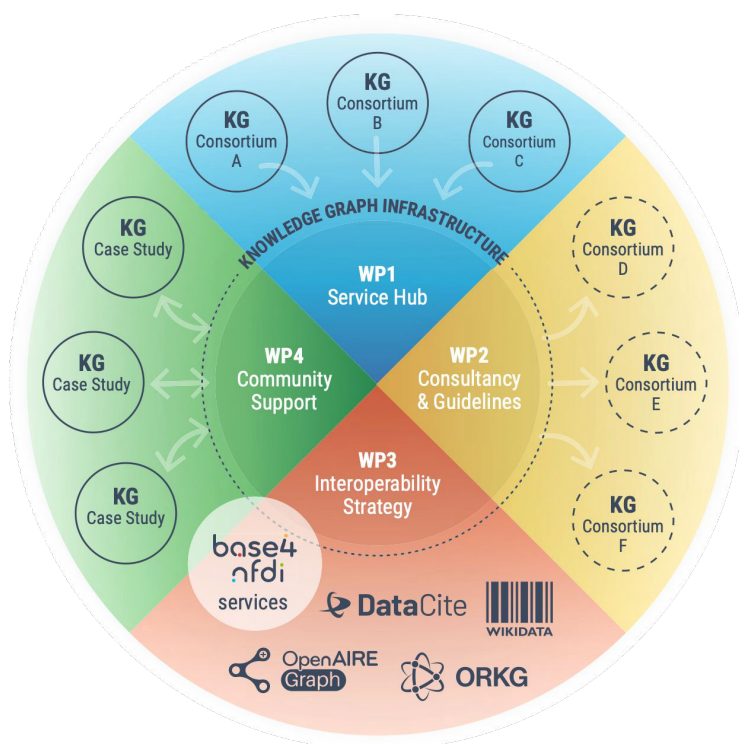 KG
Consortium
A
KG
Consortium
B
KG
Consortium
C
KNOWLEDGE GRAPH INFRASTRUCTURE
WP1
Service Hub
KG
Case Study
KG
Case Study
KG
Case Study
WP4
Community
Support
WP2
Consultancy
& Guidelines
KG
Consortium
D
KG
Consortium
E
KG
Consortium
F
WP3
Interoperability
Strategy
base4
nfdi
services
DataCite
WIKIDATA
OpenAIRE
Graph
ORKG